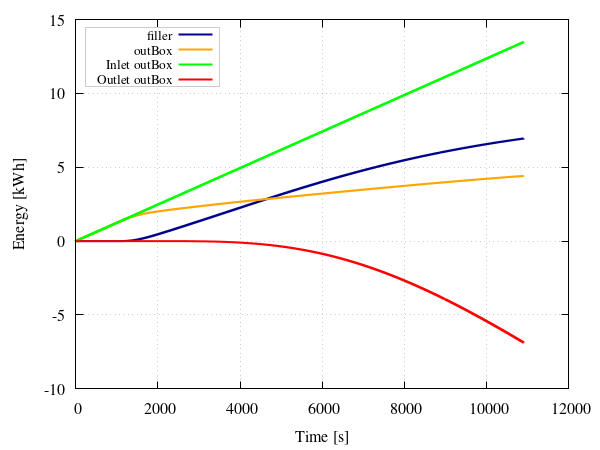 15
10
5
0
-5
-10
Energy [kWh]
filler
outBox
Inlet outBox
Outlet outBox
0 2000 4000 6000 8000 10000 12000
Time [s]